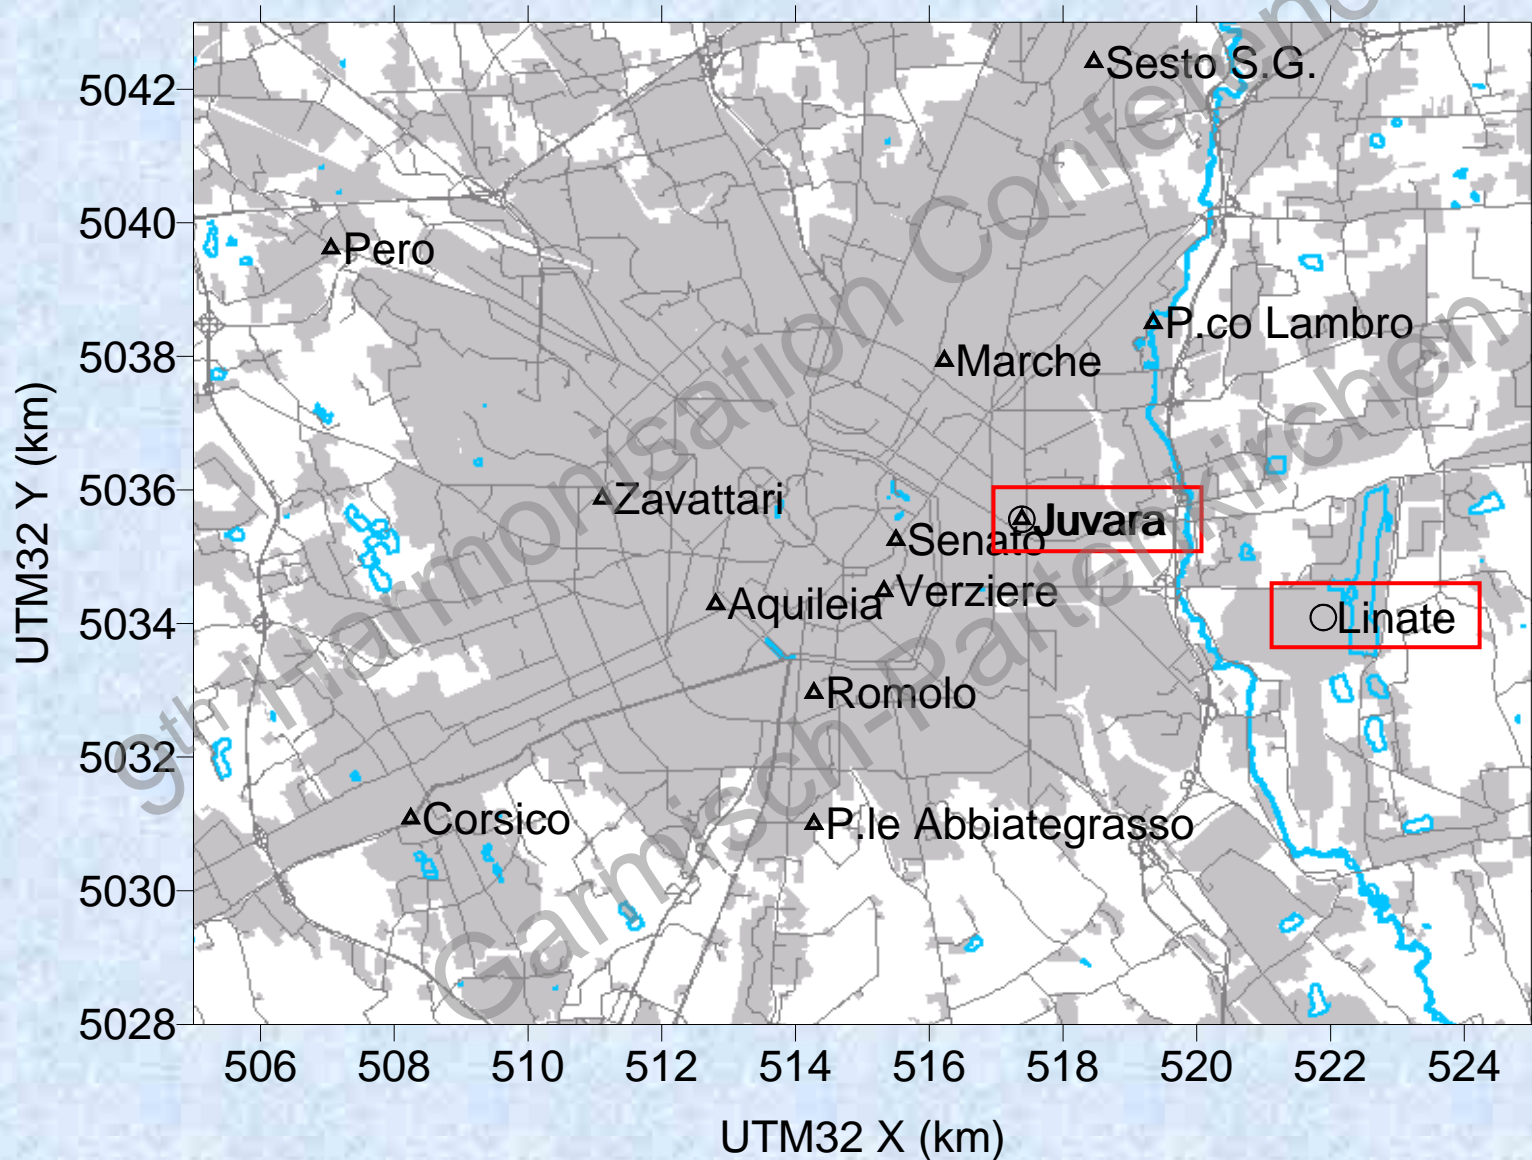 Sesto S.G.
5042
5040
Pero
P.co Lambro
5038
Marche
UTM32 Y (km)
5036
Zavattari
Juvara
Senato
Verziere
Aquileia
5034
Linate
Romolo
5032
Corsico
P.le Abbiategrasso
5030
5028
506 508 510 512 514 516 518 520 522 524
UTM32 X (km)
9th Harmonisation Conference
Garmisch-Partenkirchen